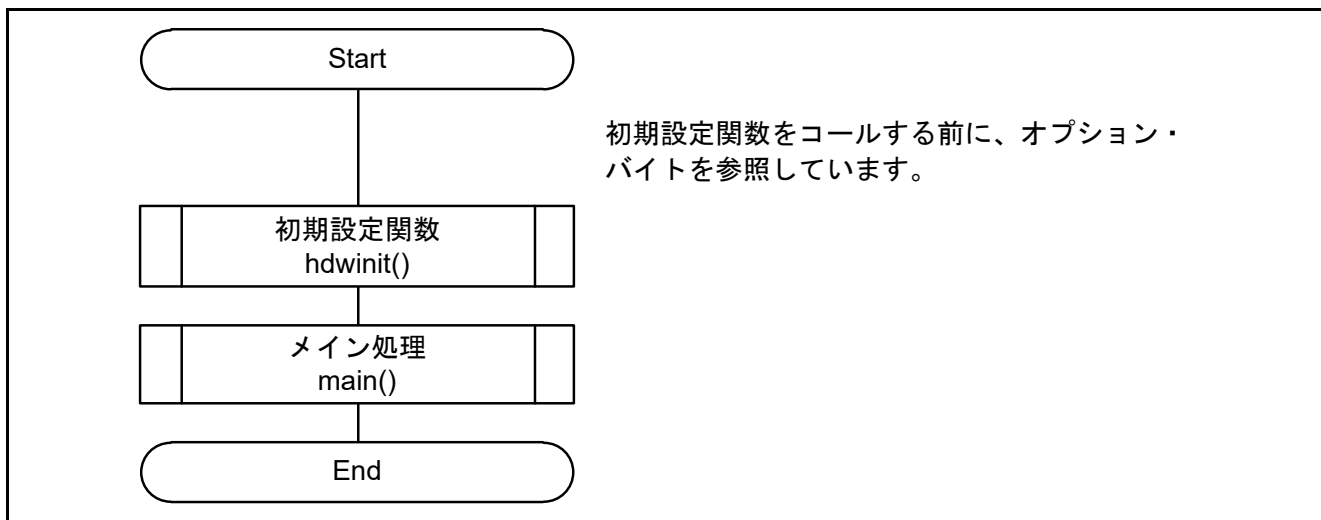 Start
初期設定関数をコールする前に、オプション・
バイトを参照しています。
初期設定関数
hdwinit()
メイン処理
main()
End